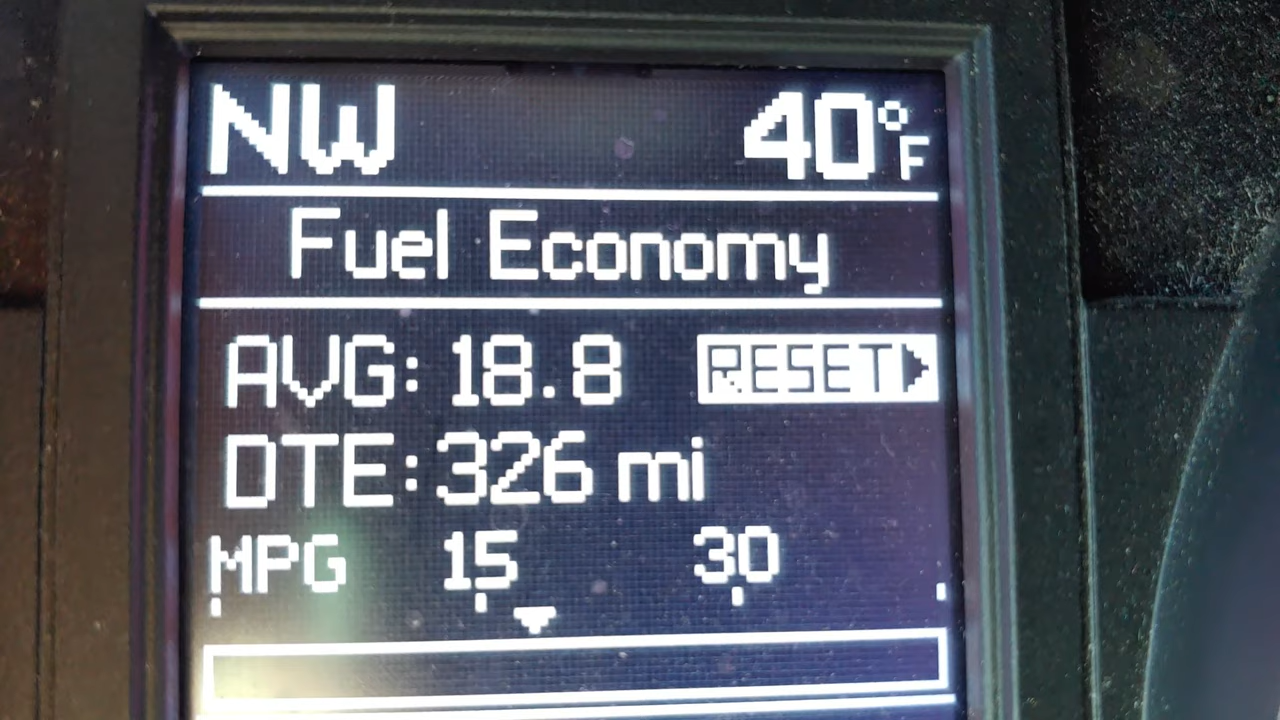 NW 40°F
Fuel Economy
AVG: 18.8 RESET
DTE: 326 mi
MPG 15 30